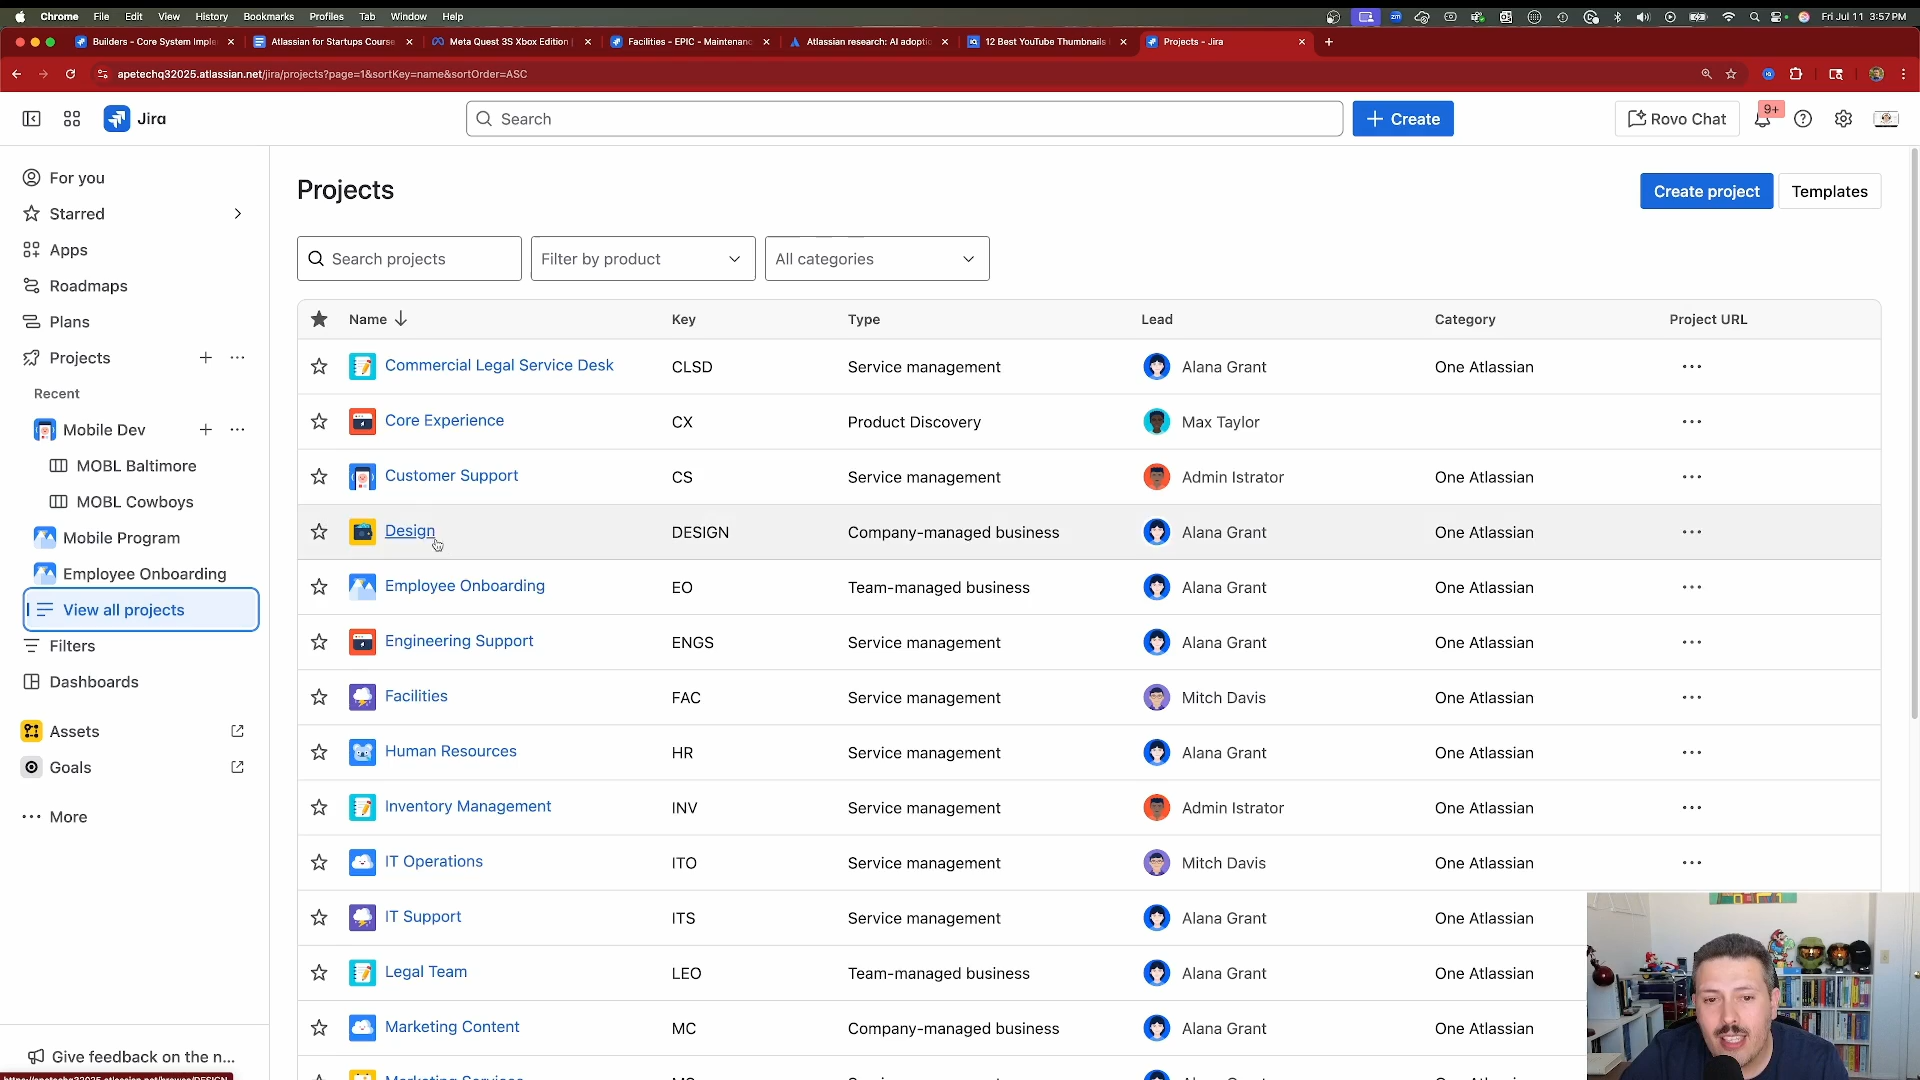 Chrome File Edit View History Bookmarks Profiles Tab Window Help
Fri Jul 11 3:57 PM
Builders - Core System Imple
Atlassian for Startups Course
Meta Quest 3S Xbox Edition
Facilities - EPIC - Maintenanc
Atlassian research: AI adoptio
12 Best YouTube Thumbnails
Projects - Jira
apetechq32025.atlassian.net/jira/projects?page=1&sortKey=name&sortOrder=ASC
Jira
Search
Create
Rovo Chat
9+
For you
Starred
Apps
Roadmaps
Plans
Projects
Recent
Mobile Dev
MOBL Baltimore
MOBL Cowboys
Mobile Program
Employee Onboarding
View all projects
Filters
Dashboards
Assets
Goals
More
Give feedback on the n...
Projects
Create project
Templates
Search projects
Filter by product
All categories
Name Key Type Lead Category Project URL
Commercial Legal Service Desk CLSD Service management Alana Grant One Atlassian
Core Experience CX Product Discovery Max Taylor
Customer Support CS Service management Admin Istrator One Atlassian
Design DESIGN Company-managed business Alana Grant One Atlassian
Employee Onboarding EO Team-managed business Alana Grant One Atlassian
Engineering Support ENGS Service management Alana Grant One Atlassian
Facilities FAC Service management Mitch Davis One Atlassian
Human Resources HR Service management Alana Grant One Atlassian
Inventory Management INV Service management Admin Istrator One Atlassian
IT Operations ITO Service management Mitch Davis One Atlassian
IT Support ITS Service management Alana Grant One Atlassian
Legal Team LEO Team-managed business Alana Grant One Atlassian
Marketing Content MC Company-managed business Alana Grant One Atlassian